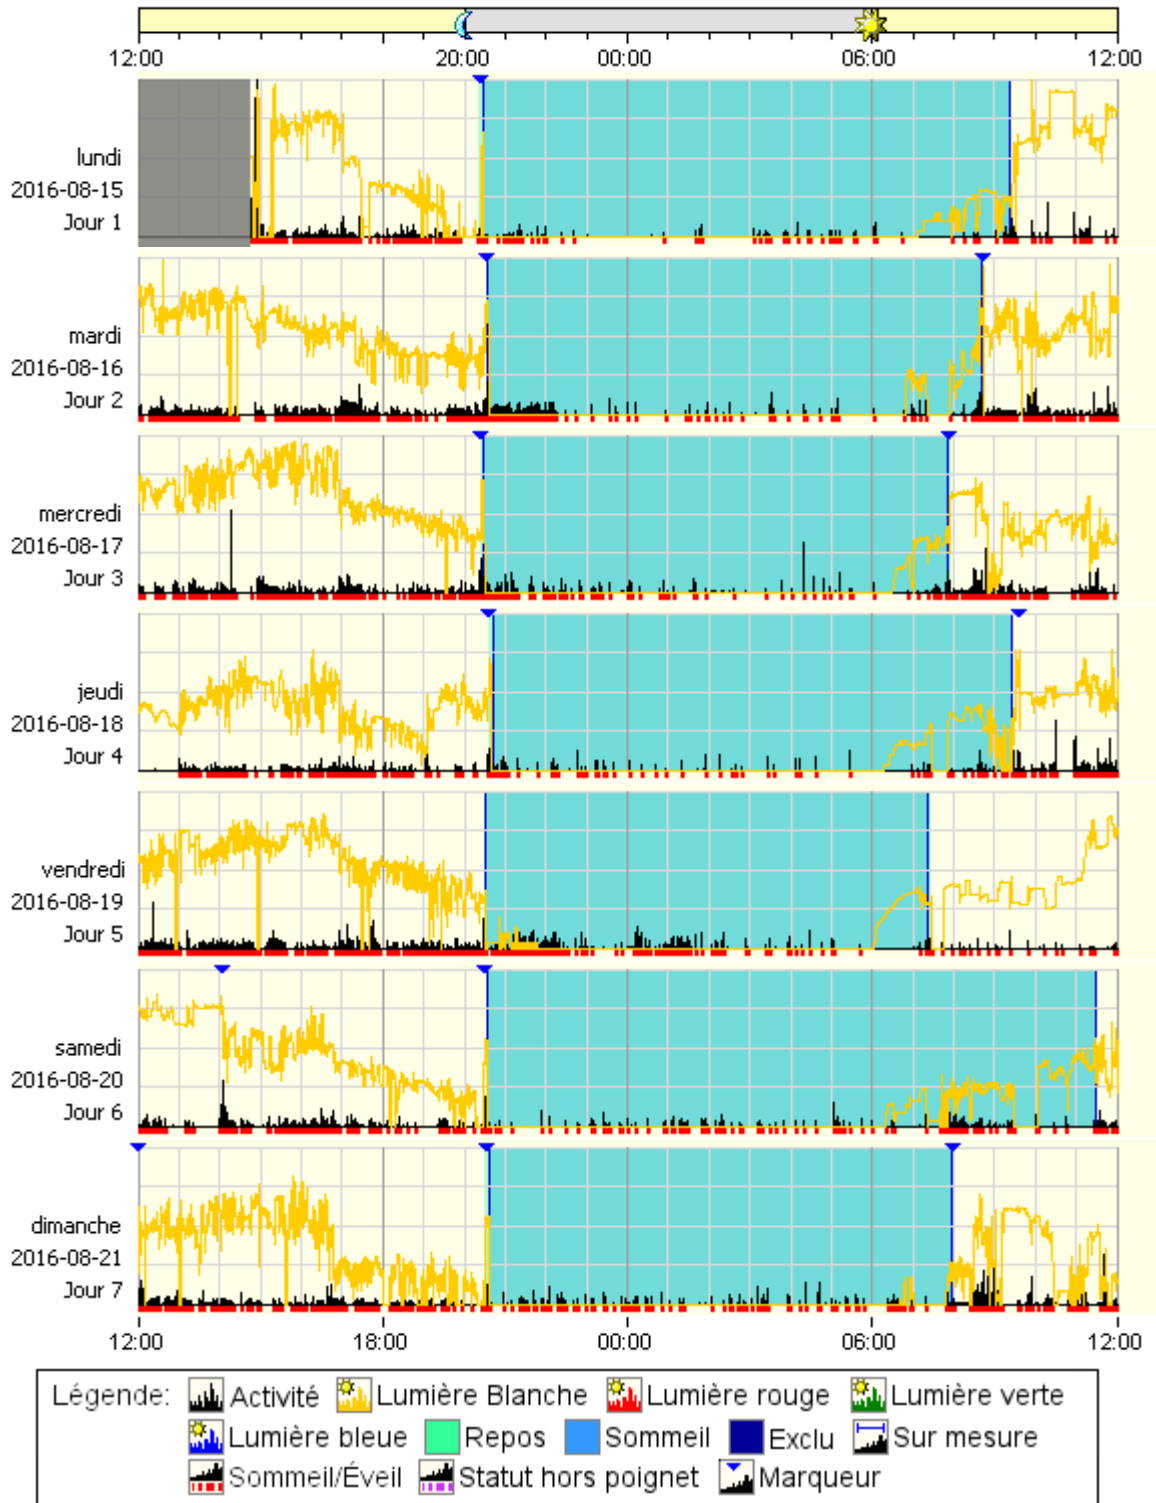 12:00 20:00 00:00 06:00 12:00
lundi
2016-08-15
Jour 1
mardi
2016-08-16
Jour 2
mercredi
2016-08-17
Jour 3
jeudi
2016-08-18
Jour 4
vendredi
2016-08-19
Jour 5
samedi
2016-08-20
Jour 6
dimanche
2016-08-21
Jour 7
12:00 18:00 00:00 06:00 12:00
Légende: Activité Lumière Blanche Lumière rouge Lumière verte
Lumière bleue Repos Sommeil Exclu Sur mesure
Sommeil/Éveil Statut hors poignet Marqueur